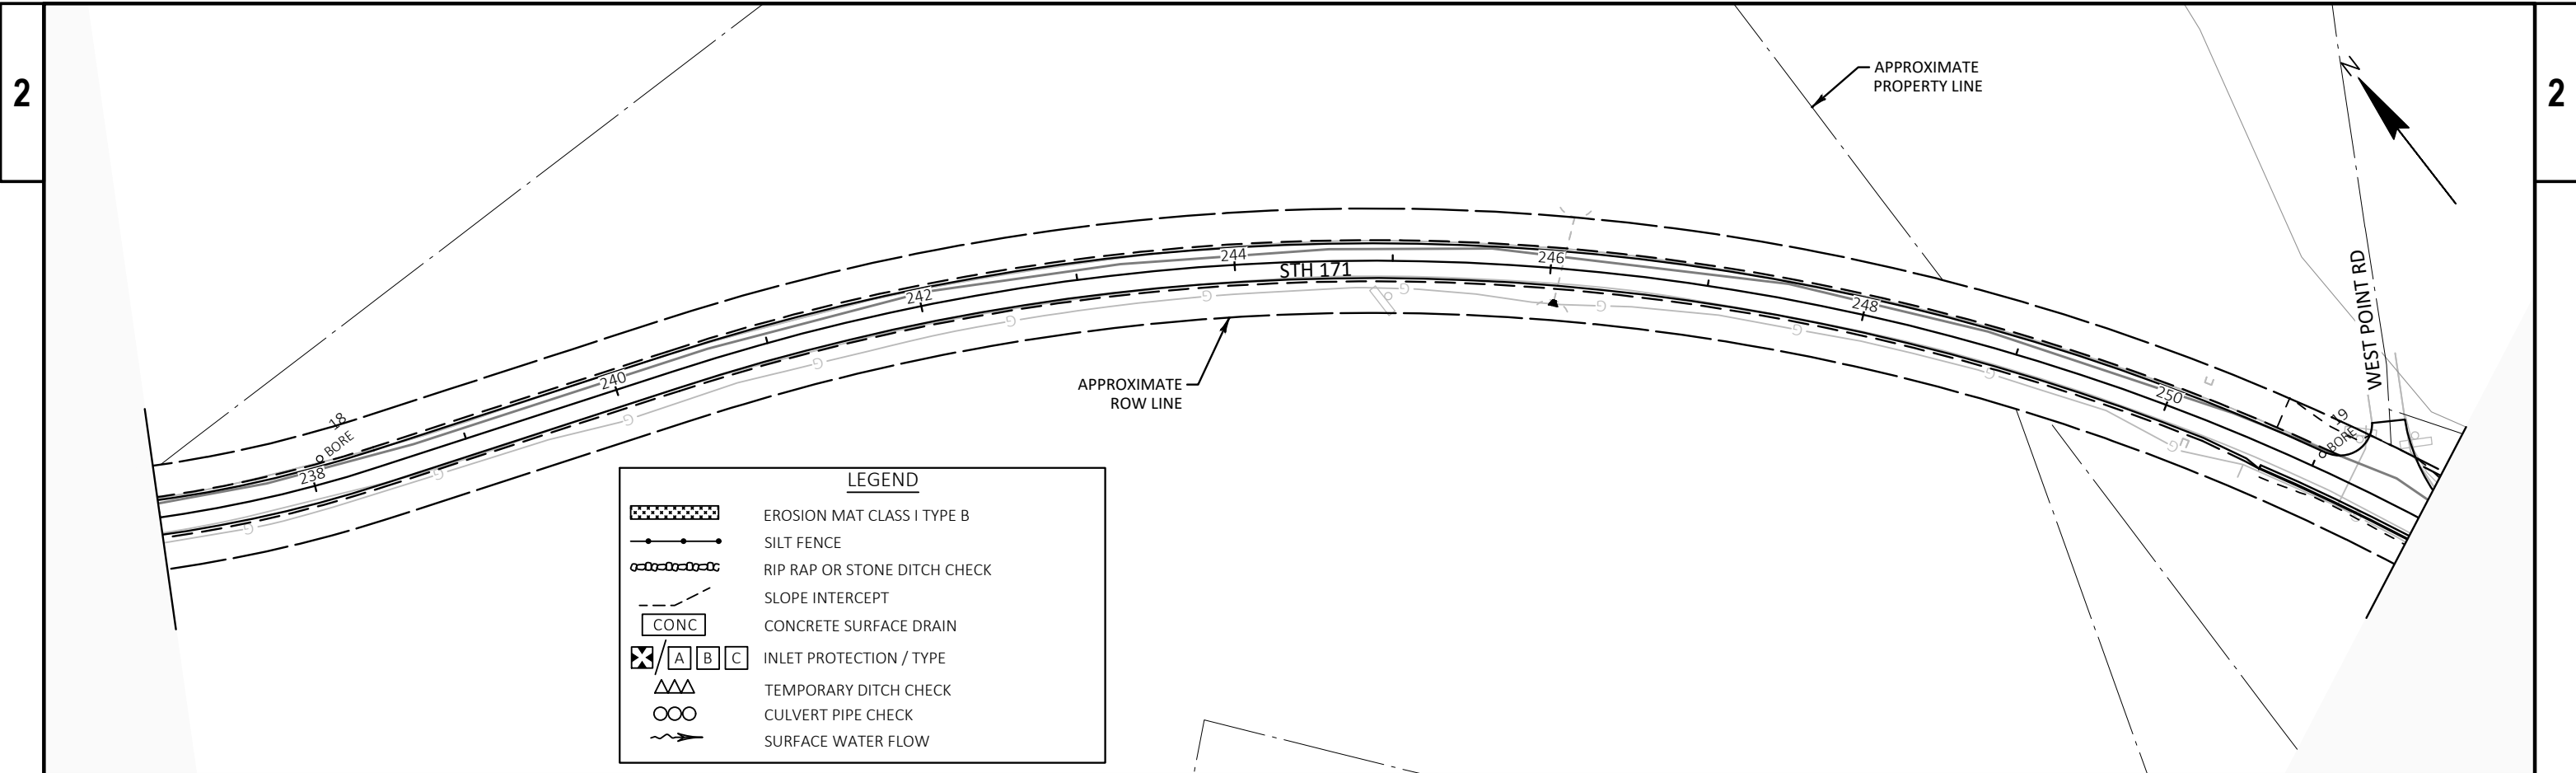 2
2
APPROXIMATE
PROPERTY LINE
N
WEST POINT RD
STH 171
238
240
242
244
246
248
250
18
BORE
19
BORE
APPROXIMATE
ROW LINE
G
G
G
G
G
G
G
G
G
G
G
P
P
LEGEND
EROSION MAT CLASS I TYPE B
SILT FENCE
RIP RAP OR STONE DITCH CHECK
SLOPE INTERCEPT
CONC CONCRETE SURFACE DRAIN
A B C INLET PROTECTION / TYPE
TEMPORARY DITCH CHECK
CULVERT PIPE CHECK
SURFACE WATER FLOW